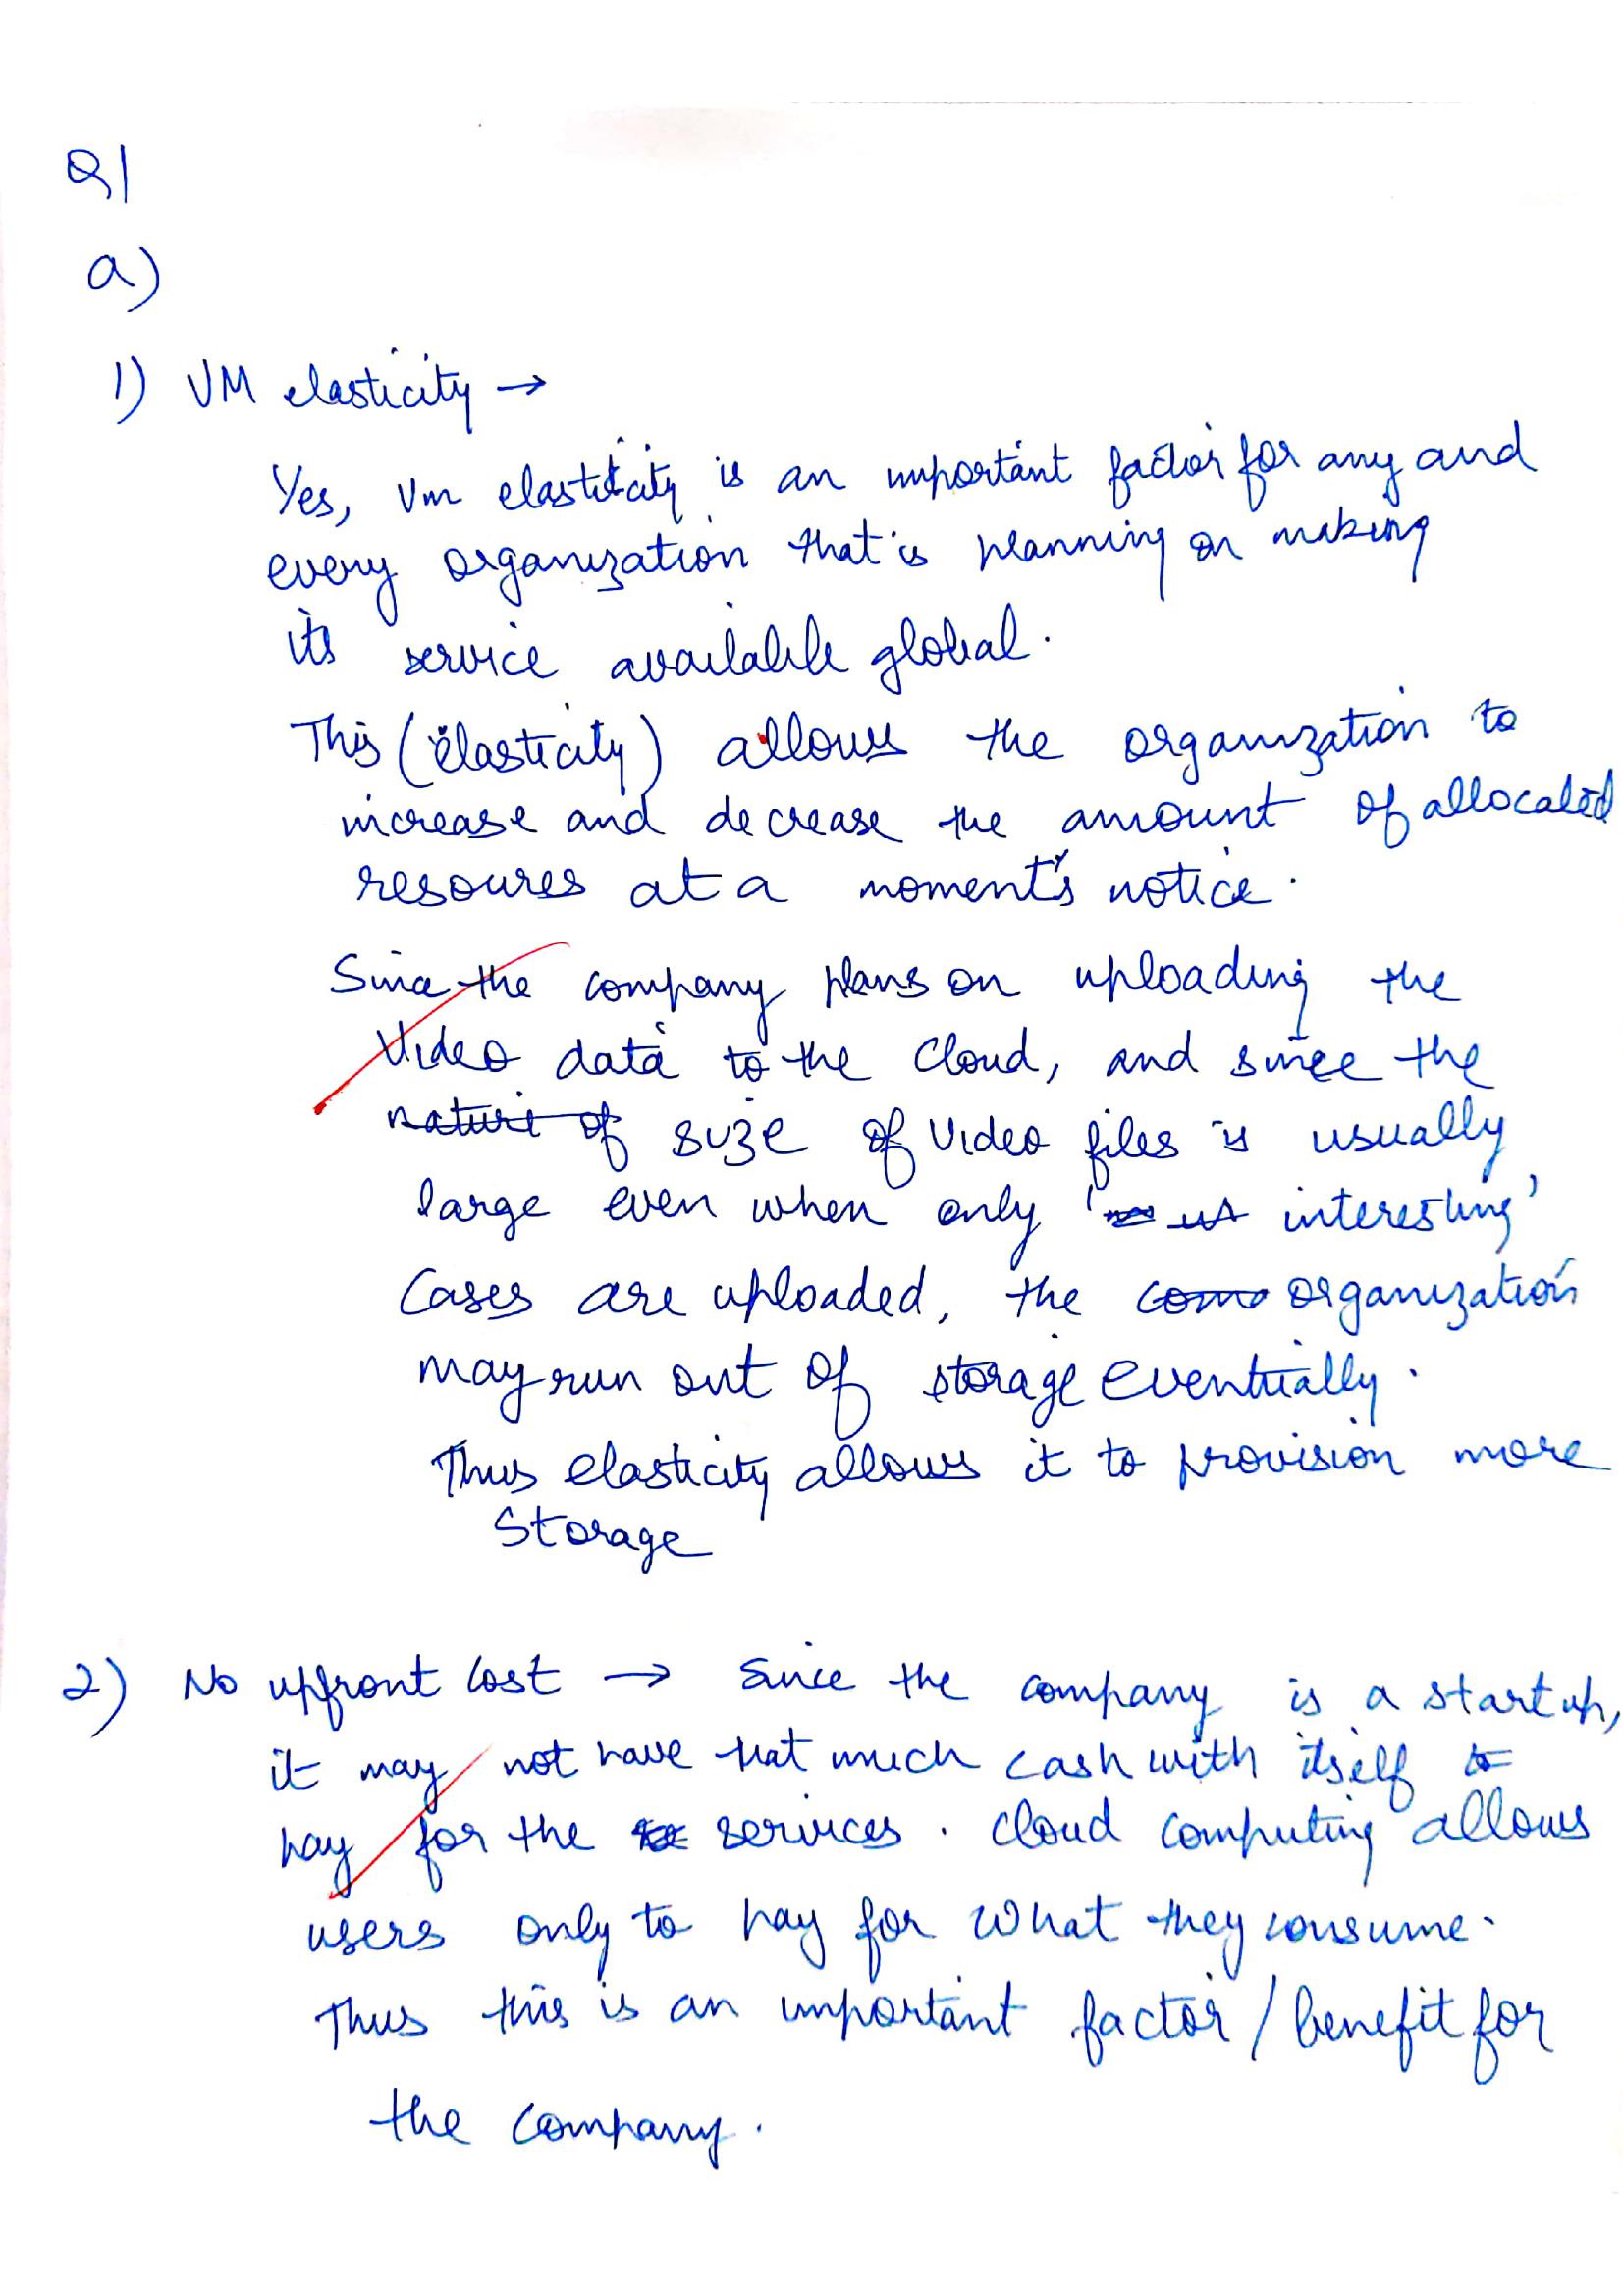 Q1
a)
1) VM elasticity →
Yes, Vm elasticity is an important factor for any and
every organization that is planning on making
its service available global.
This (elasticity) allows the organization to
increase and decrease the amount of allocated
resoures at a moment's notice.
Since the company plans on uploading the
video data to the cloud, and since the
nature of size of video files is usually
large even when only 'interesting'
Cases are uploaded, the organization
may run out of storage eventually.
Thus elasticity allows it to provision more
Storage
2) No upfront cost → Since the company is a startup,
it may not have that much cash with itself to
pay for the services. Cloud computing allows
users only to pay for what they consume.
Thus this is an important factor/benefit for
the company.